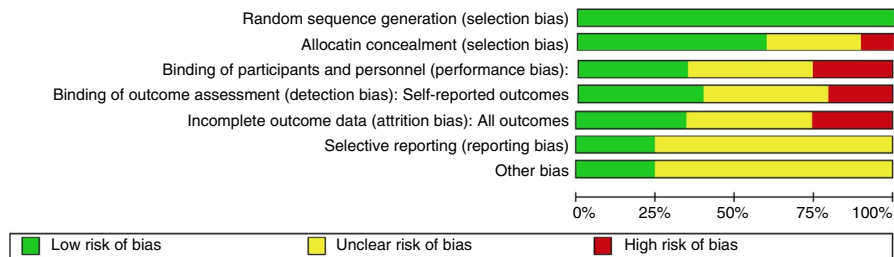 Random sequence generation (selection bias)
Allocatin concealment (selection bias)
Binding of participants and personnel (performance bias):
Binding of outcome assessment (detection bias): Self-reported outcomes
Incomplete outcome data (attrition bias): All outcomes
Selective reporting (reporting bias)
Other bias
0% 25% 50% 75% 100%
Low risk of bias Unclear risk of bias High risk of bias